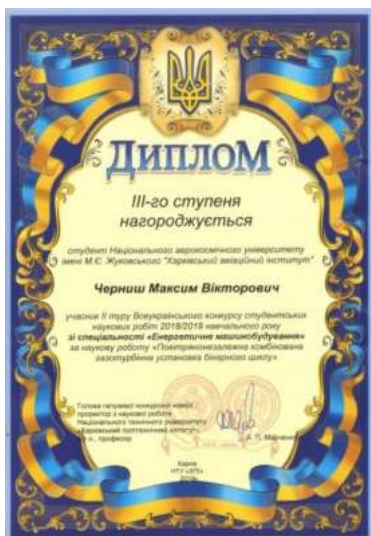 ДИПЛОМ
ІІІ-го ступеня
нагороджується
студент Національного аерокосмічного університету
імені М.Є. Жуковського "Харківський авіаційний інститут"
Черниш Максим Вікторович
учасник ІІ туру Всеукраїнського конкурсу студентських
наукових робіт 2018/2019 навчального року
зі спеціальності «Енергетичне машинобудування»
за наукову роботу «Повітрянонезалежна комбінована
газотурбінна установка бінарного циклу»
Голова галузевої конкурсної комісії,
проректор з наукової роботи
Національного технічного університету
«Харківський політехнічний інститут»,
професор
А. П. Марченко
Харків
НТУ «ХПІ»